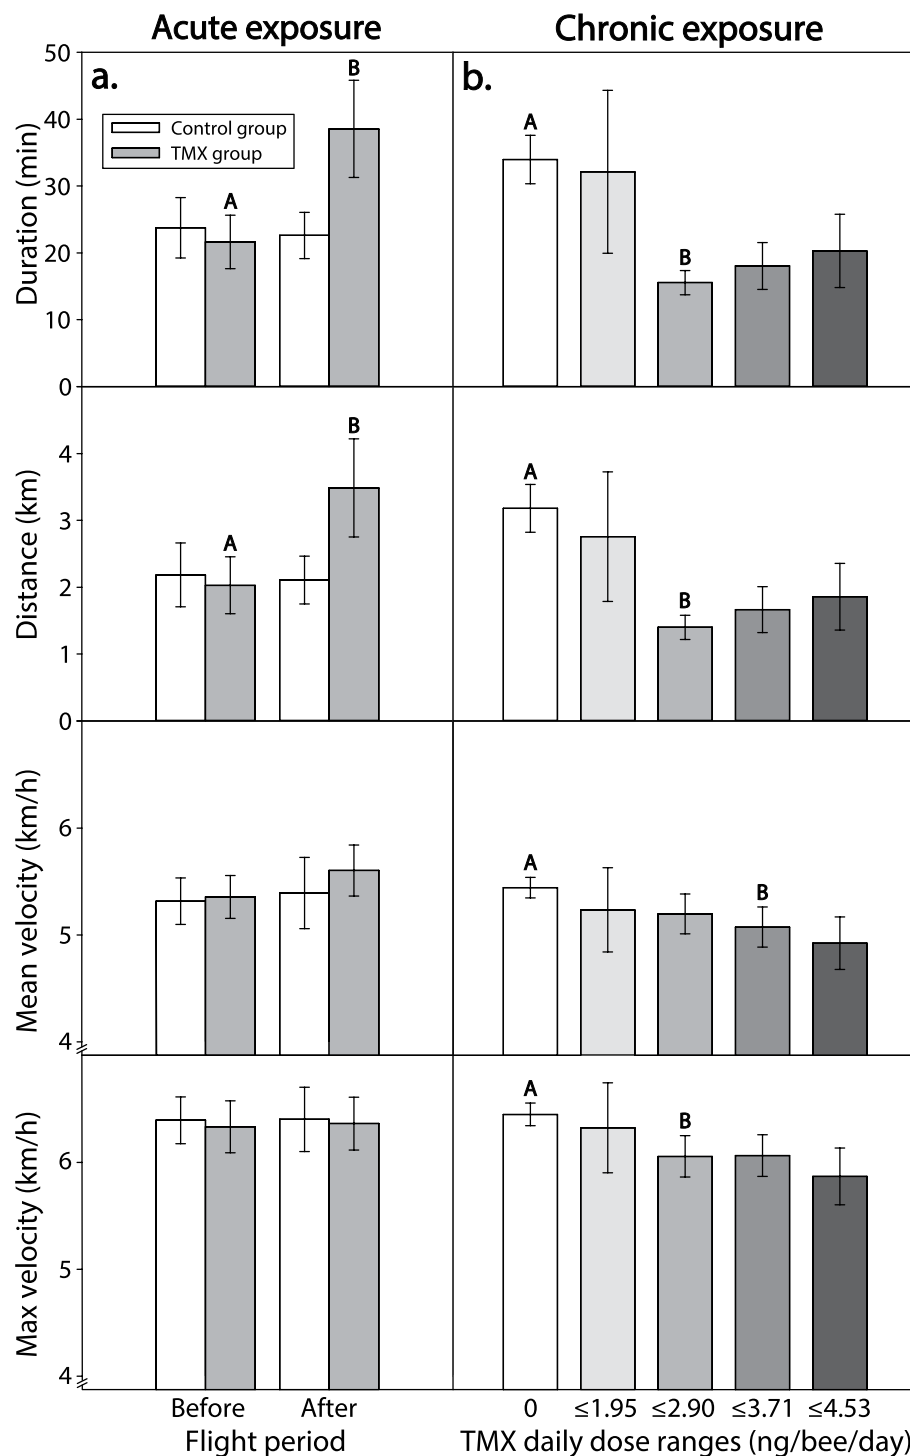 Acute exposure
Chronic exposure
a.
b.
Control group
TMX group
Duration (min)
50
40
30
20
10
0
A
B
A
B
Distance (km)
4
3
2
1
0
A
B
A
B
Mean velocity (km/h)
6
5
4
A
B
Max velocity (km/h)
6
5
4
A
B
Before
After
0
≤1.95
≤2.90
≤3.71
≤4.53
Flight period
TMX daily dose ranges (ng/bee/day)